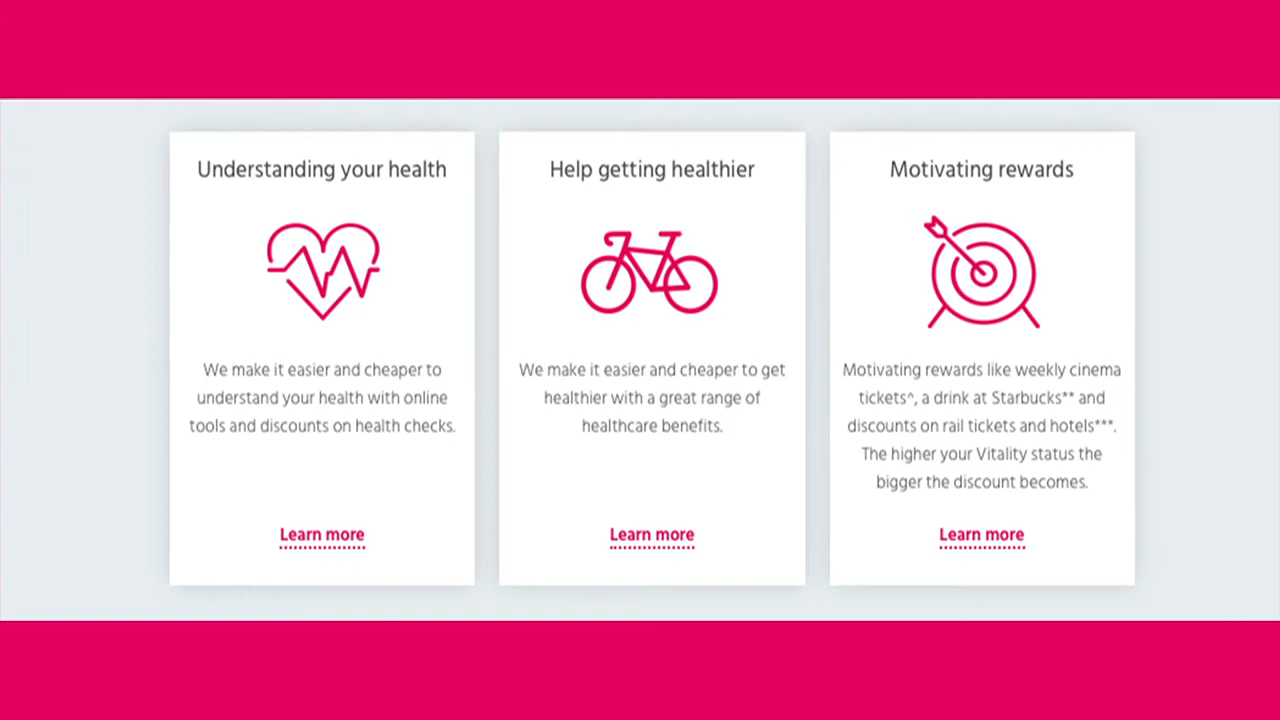 Understanding your health
We make it easier and cheaper to
understand your health with online
tools and discounts on health checks.
Learn more
Help getting healthier
We make it easier and cheaper to get
healthier with a great range of
healthcare benefits.
Learn more
Motivating rewards
Motivating rewards like weekly cinema
tickets^, a drink at Starbucks** and
discounts on rail tickets and hotels***.
The higher your Vitality status the
bigger the discount becomes.
Learn more